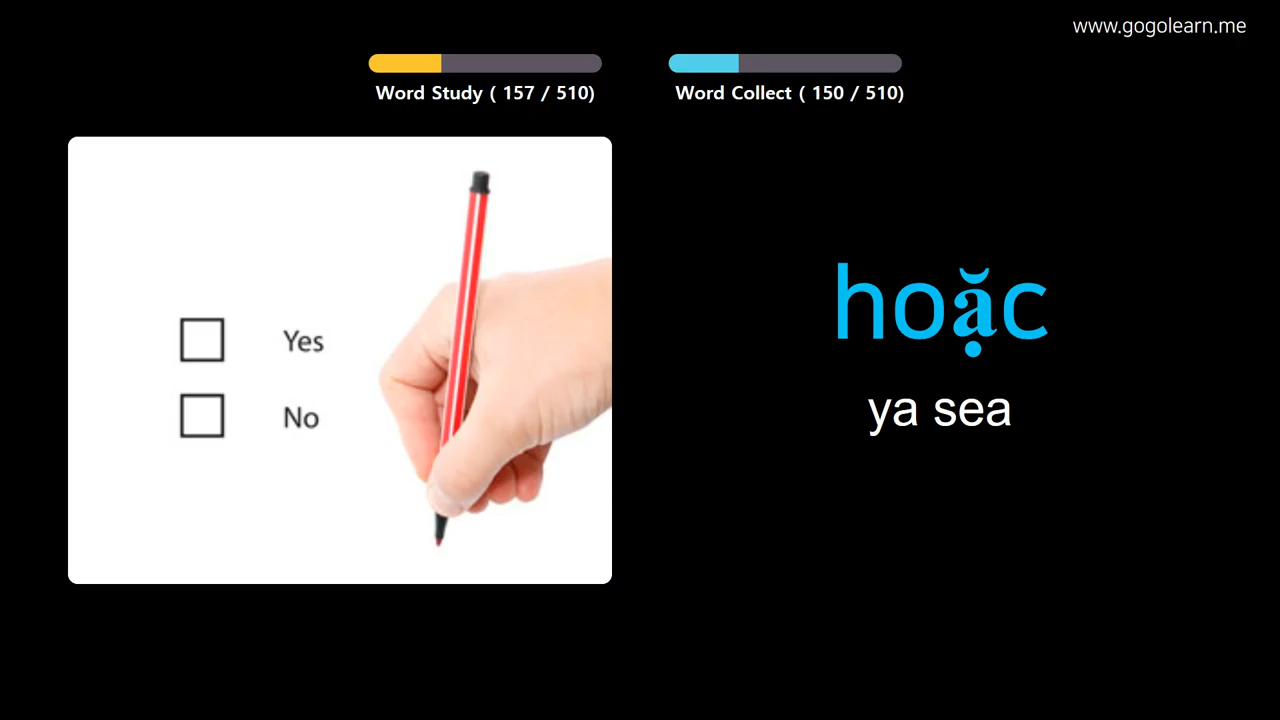 www.gogolearn.me
Word Study ( 157 / 510)
Word Collect ( 150 / 510)
Yes
No
hoặc
ya sea